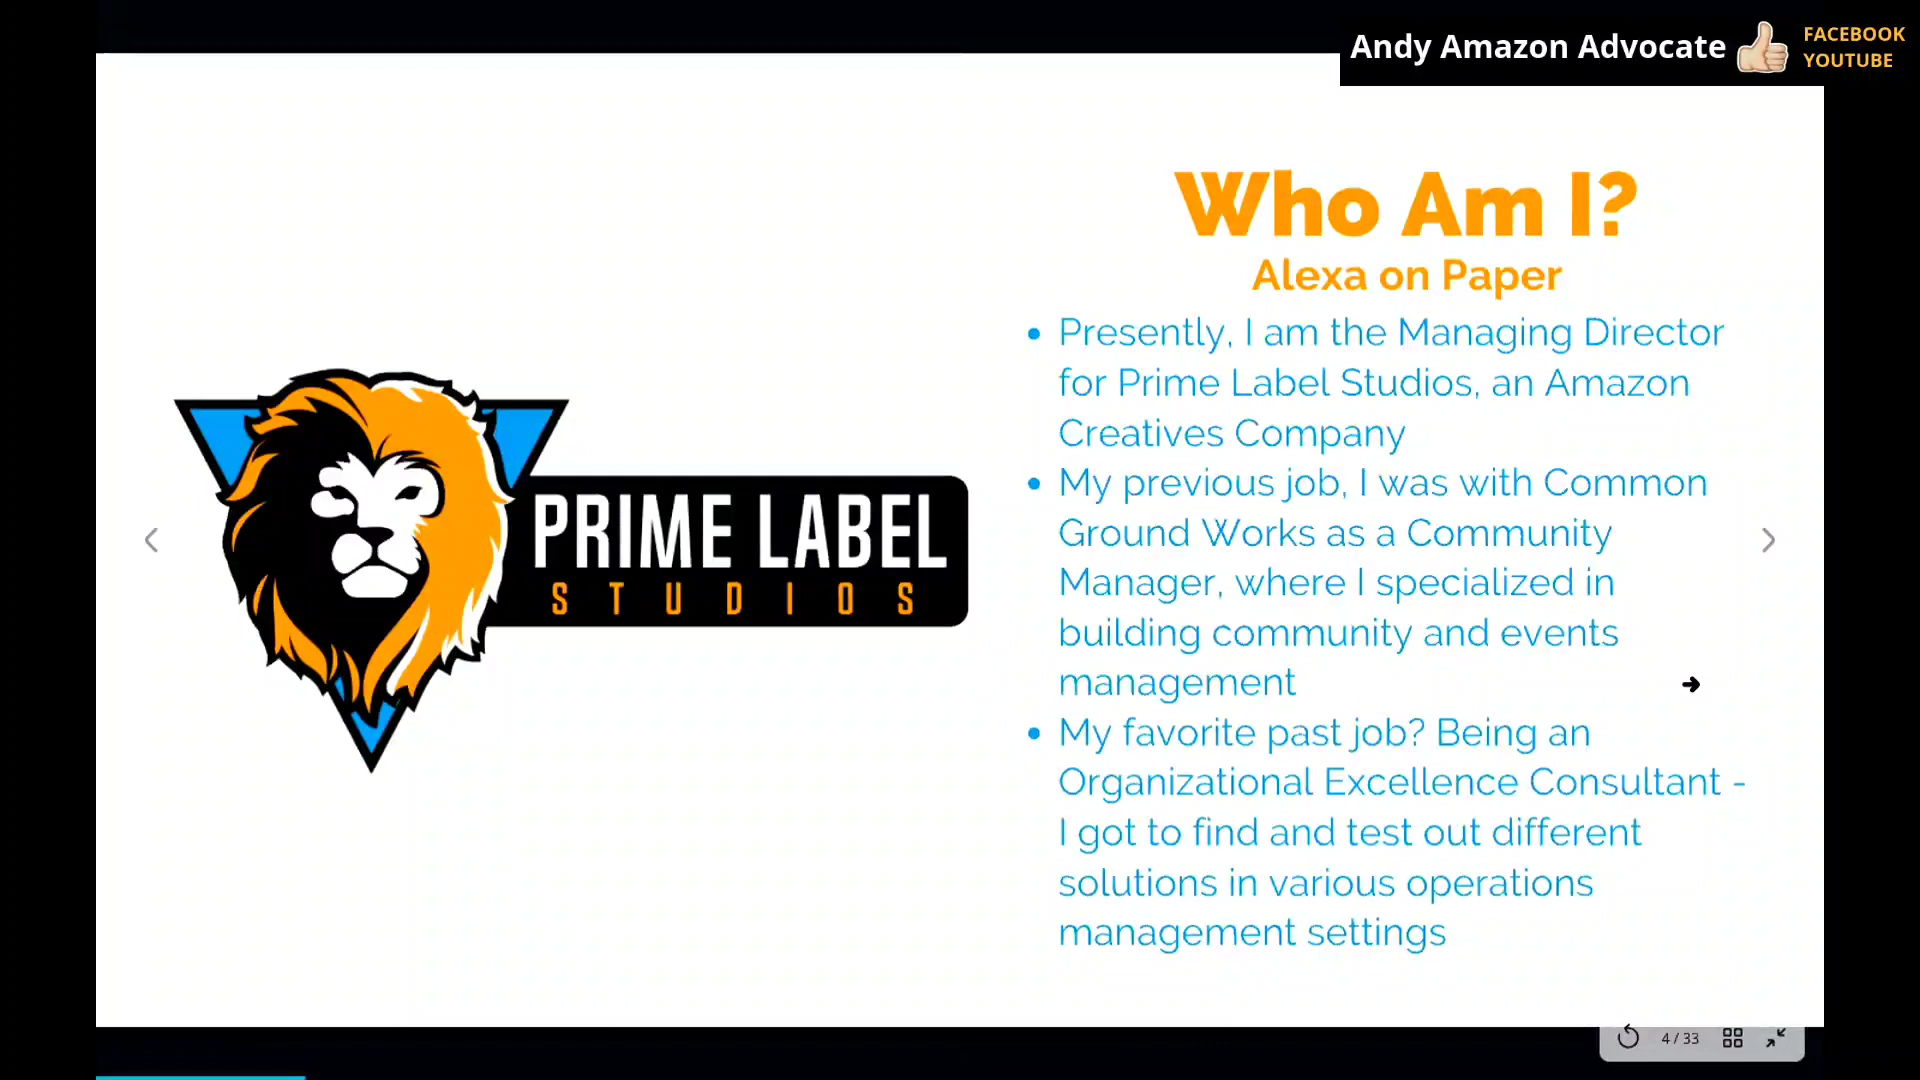 Andy Amazon Advocate
FACEBOOK
YOUTUBE
Who Am I?
Alexa on Paper
• Presently, I am the Managing Director
for Prime Label Studios, an Amazon
Creatives Company
• My previous job, I was with Common
Ground Works as a Community
Manager, where I specialized in
building community and events
management
• My favorite past job? Being an
Organizational Excellence Consultant -
I got to find and test out different
solutions in various operations
management settings
PRIME LABEL
STUDIOS
4 / 33